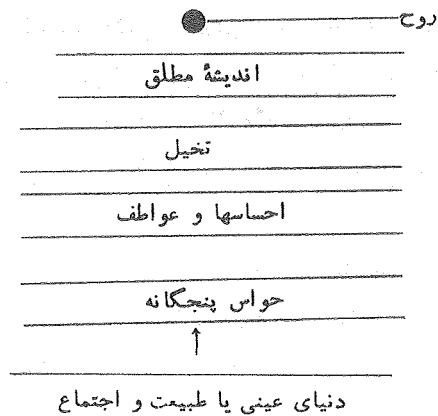 روح
اندیشهٔ مطلق
تخیل
احساسها و عواطف
حواس پنجگانه
دنیای عینی یا طبیعت و اجتماع